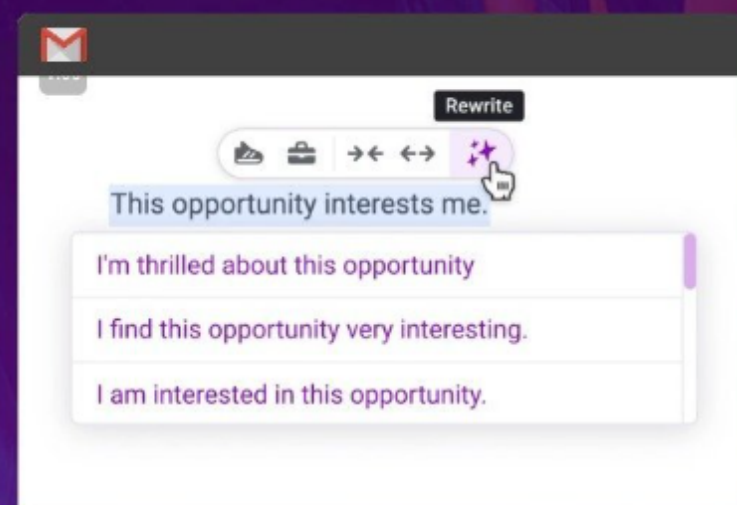 Rewrite
This opportunity interests me.
I'm thrilled about this opportunity
I find this opportunity very interesting.
I am interested in this opportunity.